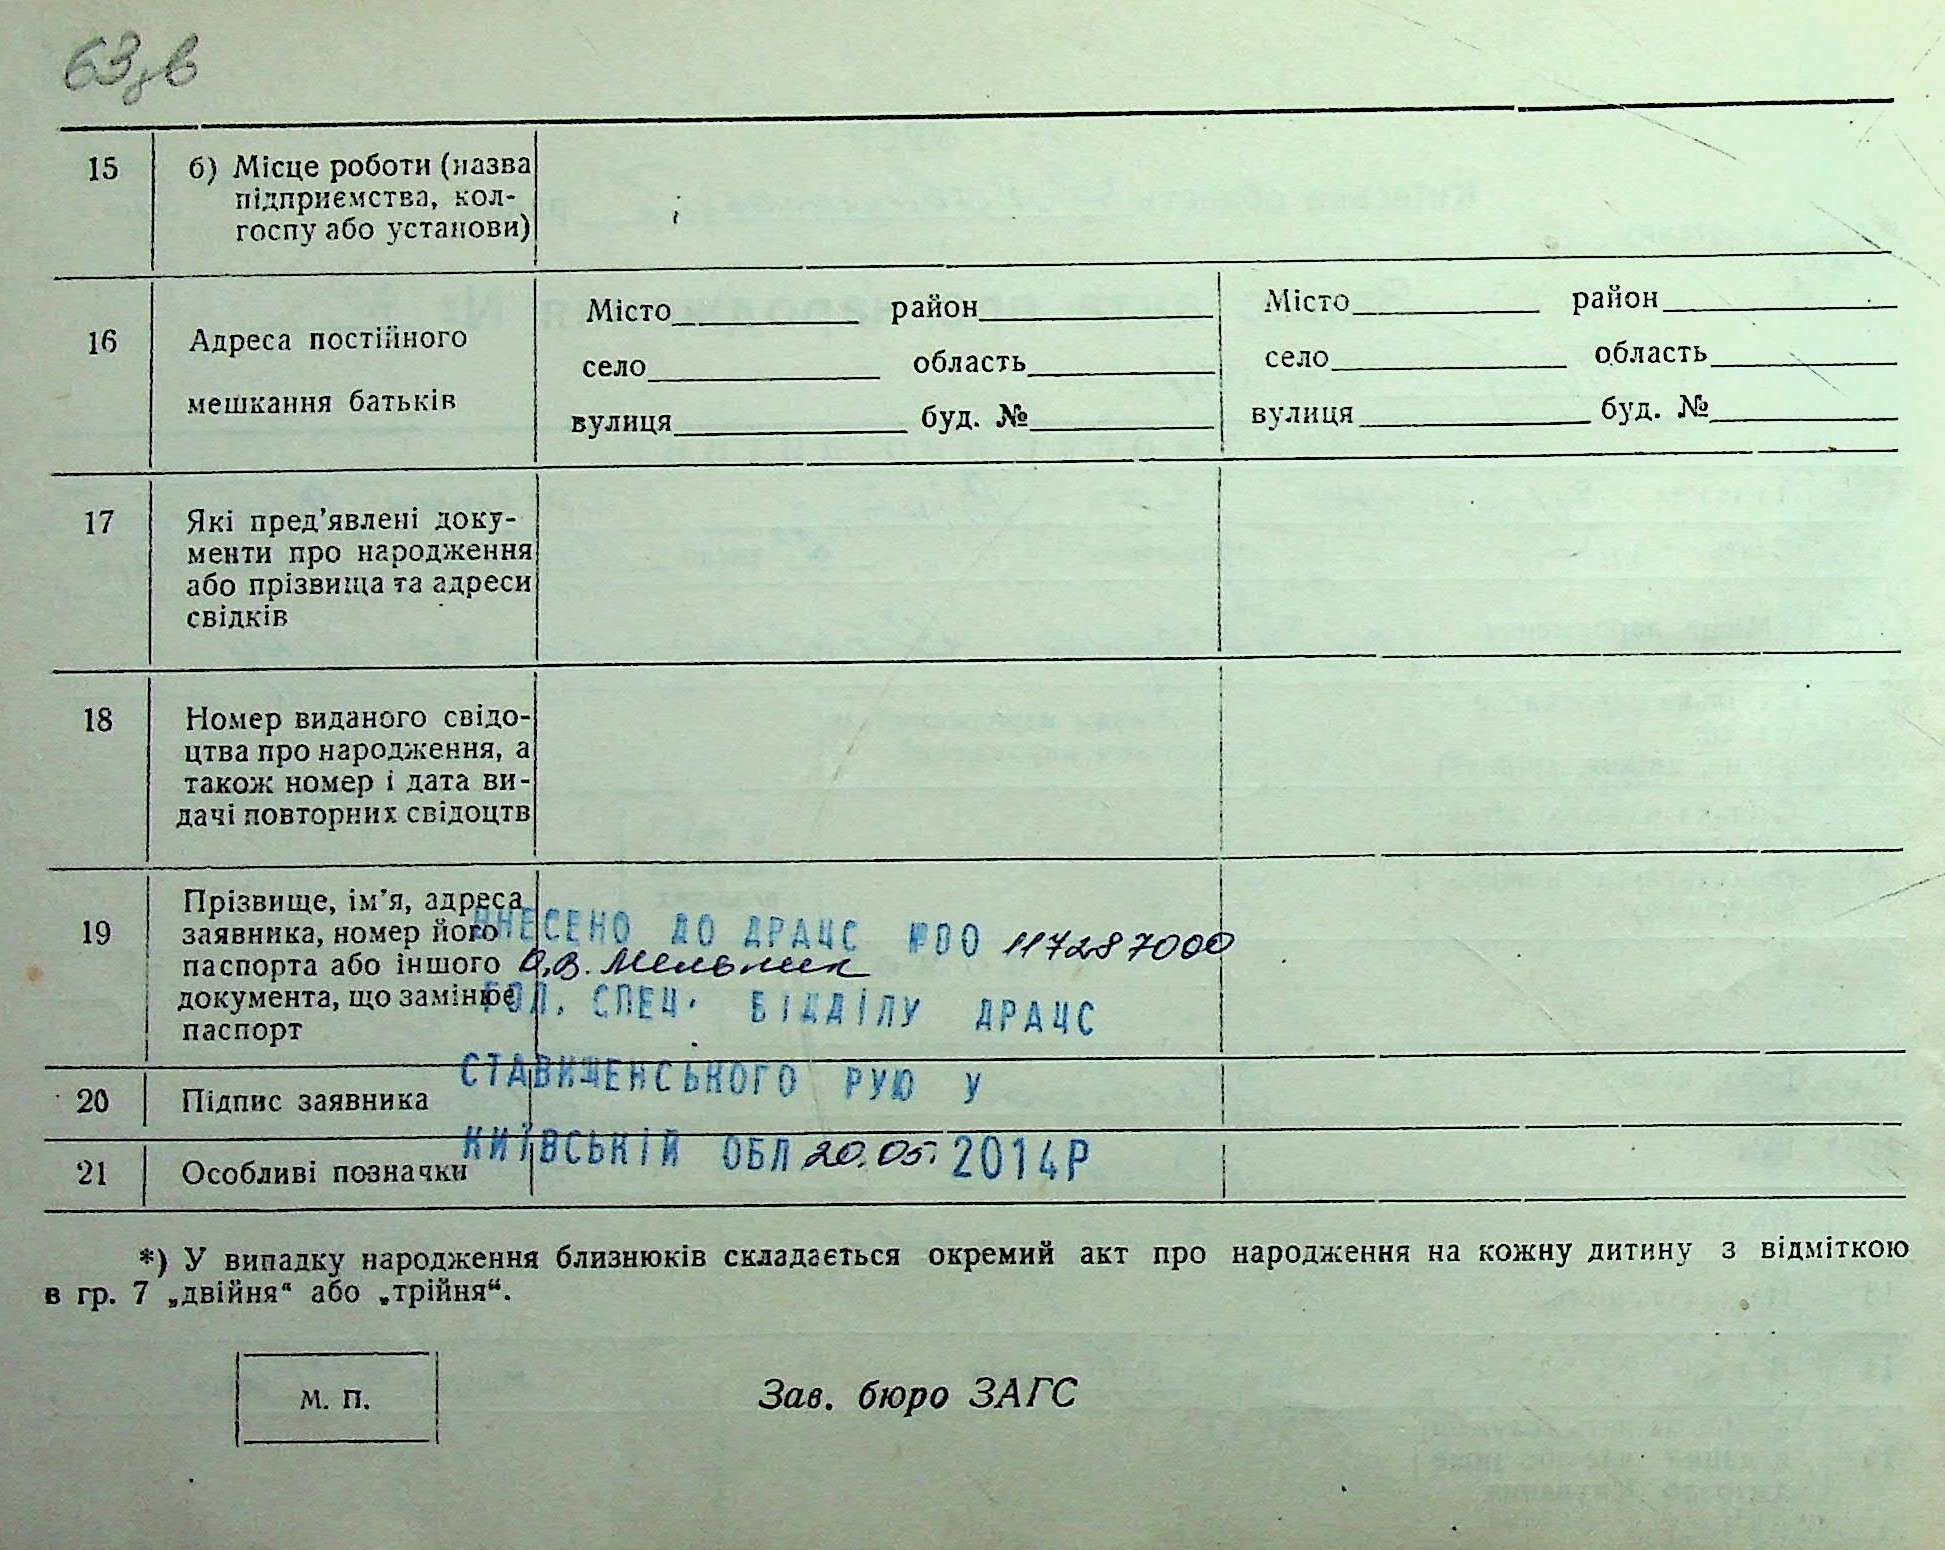 63зв
15 б) Місце роботи (назва
підприємства, кол-
госпу або установи)
16 Адреса постійного
мешкання батьків
Місто район Місто район
село область село область
вулиця буд. № вулиця буд. №
17 Які пред’явлені доку-
менти про народження
або прізвища та адреси
свідків
18 Номер виданого свідо-
цтва про народження, а
також номер і дата ви-
дачі повторних свідоцтв
19 Прізвище, ім’я, адреса
заявника, номер його
паспорта або іншого
документа, що замінює
паспорт
ВНЕСЕНО ДО ДРАЦС №00 117287000
О.В. Мельник
ГОЛ. СПЕЦ. ВІДДІЛУ ДРАЦС
СТАВИЩЕНСЬКОГО РУЮ У
КИЇВСЬКІЙ ОБЛ 20.05. 2014Р
20 Підпис заявника
21 Особливі позначки
*) У випадку народження близнюків складається окремий акт про народження на кожну дитину з відміткою
в гр. 7 „двійня“ або „трійня“.
М. П.
Зав. бюро ЗАГС